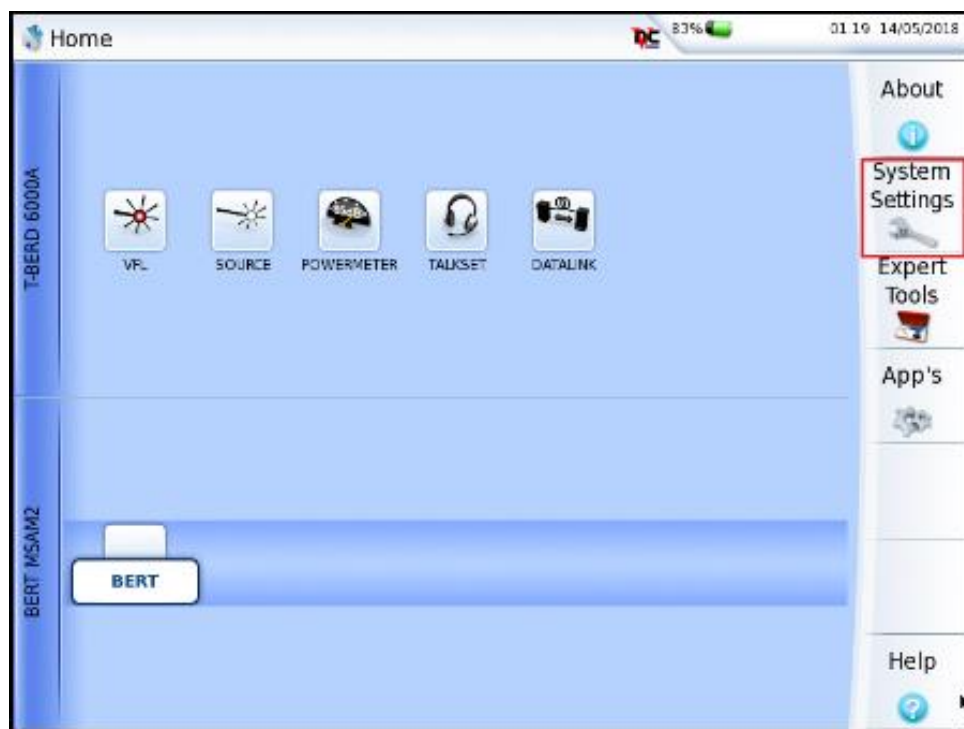 Home
DC
83%
01.19 14/05/2018
T-BERD 6000A
VFL
SOURCE
POWERMETER
TALKSET
DATALINK
BERT MSAM2
BERT
About
System
Settings
Expert
Tools
App's
Help